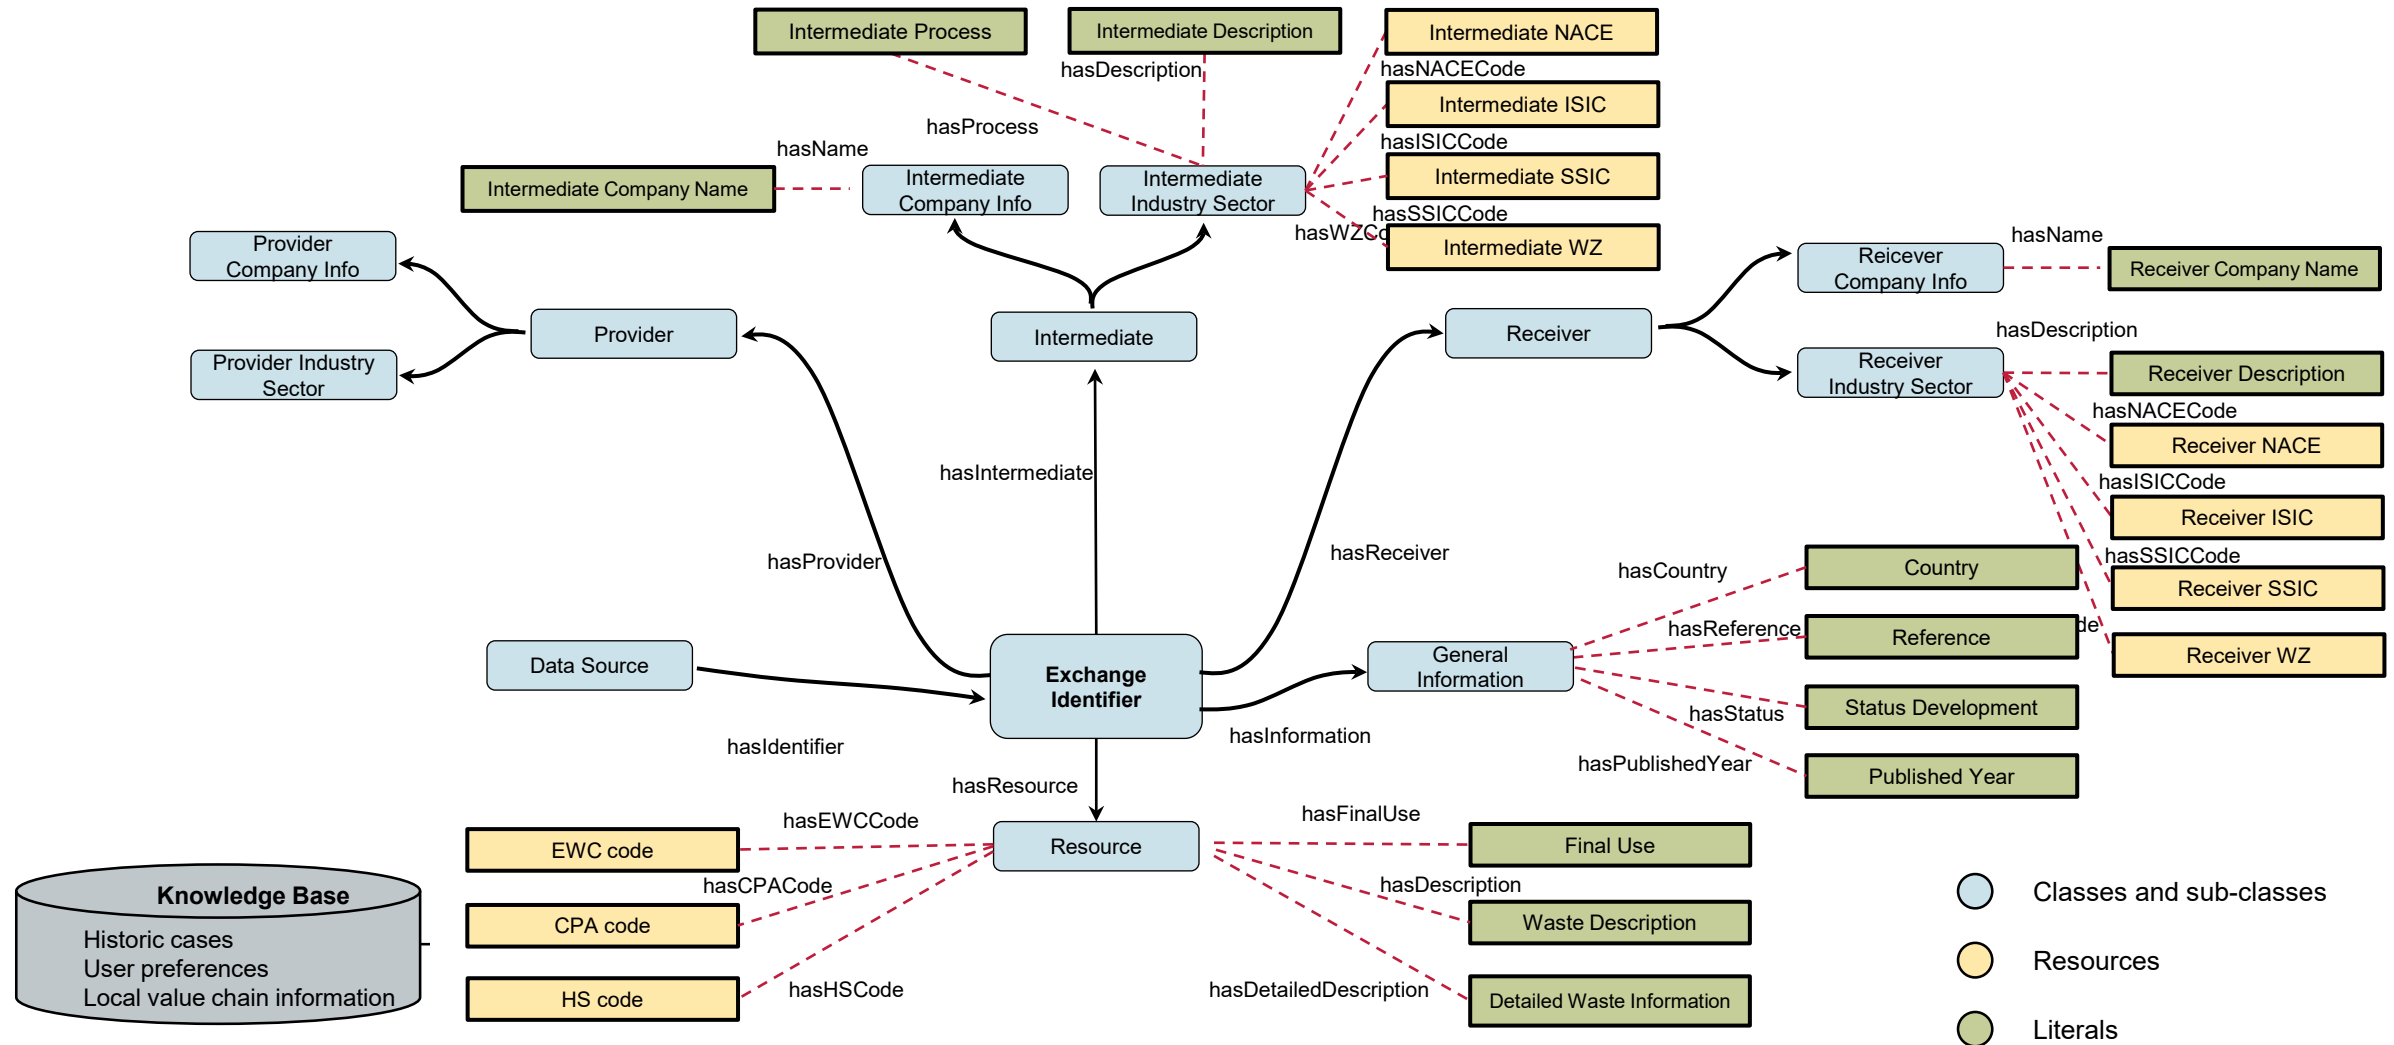 Intermediate Process
Intermediate Description
Intermediate NACE
hasDescription
hasNACECode
Intermediate ISIC
hasProcess
hasName
hasISICCode
Intermediate Company Name
Intermediate
Company Info
Intermediate
Industry Sector
Intermediate SSIC
hasSSICCode
hasWZCo
Intermediate WZ
Provider
Company Info
Reicever
Company Info
hasName
Receiver Company Name
Provider
Intermediate
Receiver
hasDescription
Provider Industry
Sector
Receiver
Industry Sector
Receiver Description
hasNACECode
Receiver NACE
hasIntermediate
hasISICCode
Receiver ISIC
hasProvider
hasReceiver
hasCountry
Country
hasSSICCode
Receiver SSIC
Data Source
Exchange
Identifier
General
Information
hasReference
Reference
de
Receiver WZ
hasStatus
Status Development
hasIdentifier
hasInformation
hasPublishedYear
Published Year
hasResource
hasEWCCode
EWC code
Resource
hasFinalUse
Final Use
hasCPACode
CPA code
hasDescription
Waste Description
HS code
hasHSCode
hasDetailedDescription
Detailed Waste Information
Knowledge Base
Historic cases
User preferences
Local value chain information
Classes and sub-classes
Resources
Literals